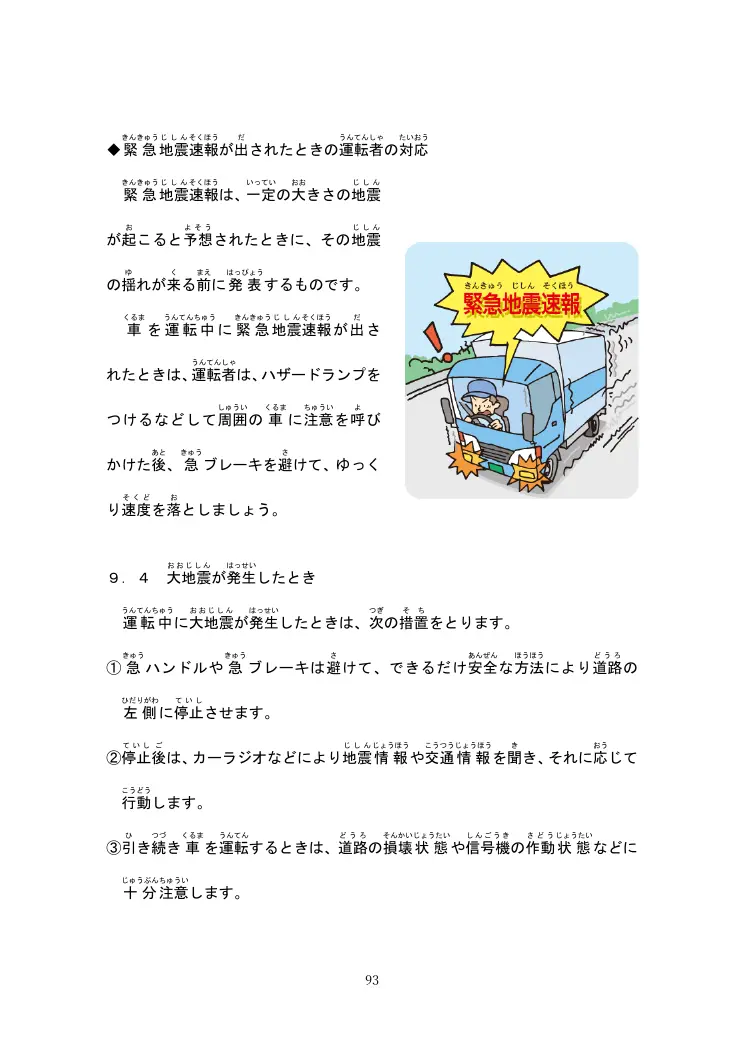 ◆緊急地震速報が出されたときの運転者の対応
緊急地震速報は、一定の大きさの地震
が起こると予想されたときに、その地震
の揺れが来る前に発表するものです。
車を運転中に緊急地震速報が出さ
れたときは、運転者は、ハザードランプを
つけるなどして周囲の車に注意を呼び
かけた後、急ブレーキを避けて、ゆっく
り速度を落としましょう。
きんきゅう じしん そくほう
緊急地震速報
9.4 大地震が発生したとき
運転中に大地震が発生したときは、次の措置をとります。
①急ハンドルや急ブレーキは避けて、できるだけ安全な方法により道路の
左側に停止させます。
②停止後は、カーラジオなどにより地震情報や交通情報を聞き、それに応じて
行動します。
③引き続き車を運転するときは、道路の損壊状態や信号機の作動状態などに
十分注意します。
93